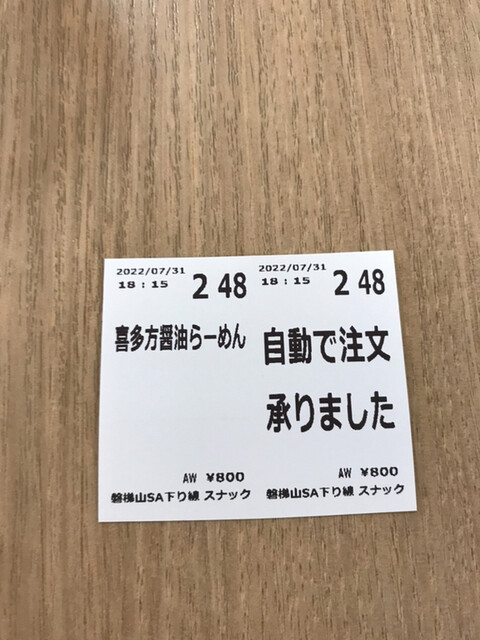 2022/07/31
18:15 248
喜多方醤油らーめん
AW ¥800
磐梯山SA下り線 スナック
2022/07/31
18:15 248
自動で注文
承りました
AW ¥800
磐梯山SA下り線 スナック